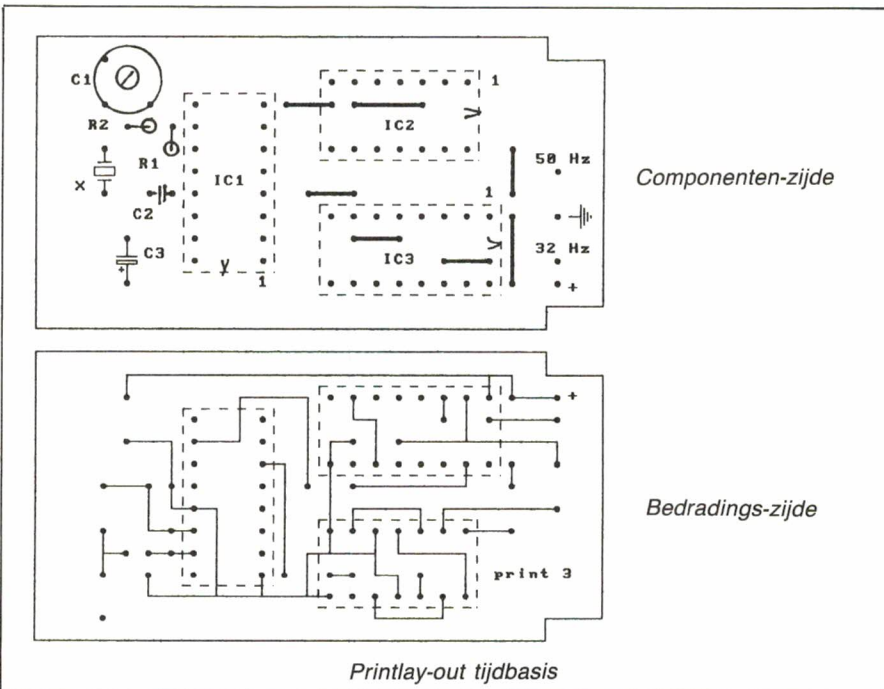 C1
1
R2
IC2
V
R1
50 Hz
Componenten-zijde
X
IC1
1
C2
C3
V
32 Hz
IC3
V
1
+
+
+
Bedradings-zijde
print 3
Printlay-out tijdbasis